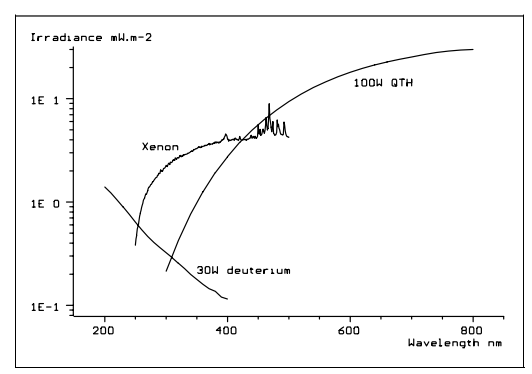 Irradiance mW.m-2
1E 1
100W QTH
Xenon
1E 0
30W deuterium
1E-1
200 400 600 800
Wavelength nm